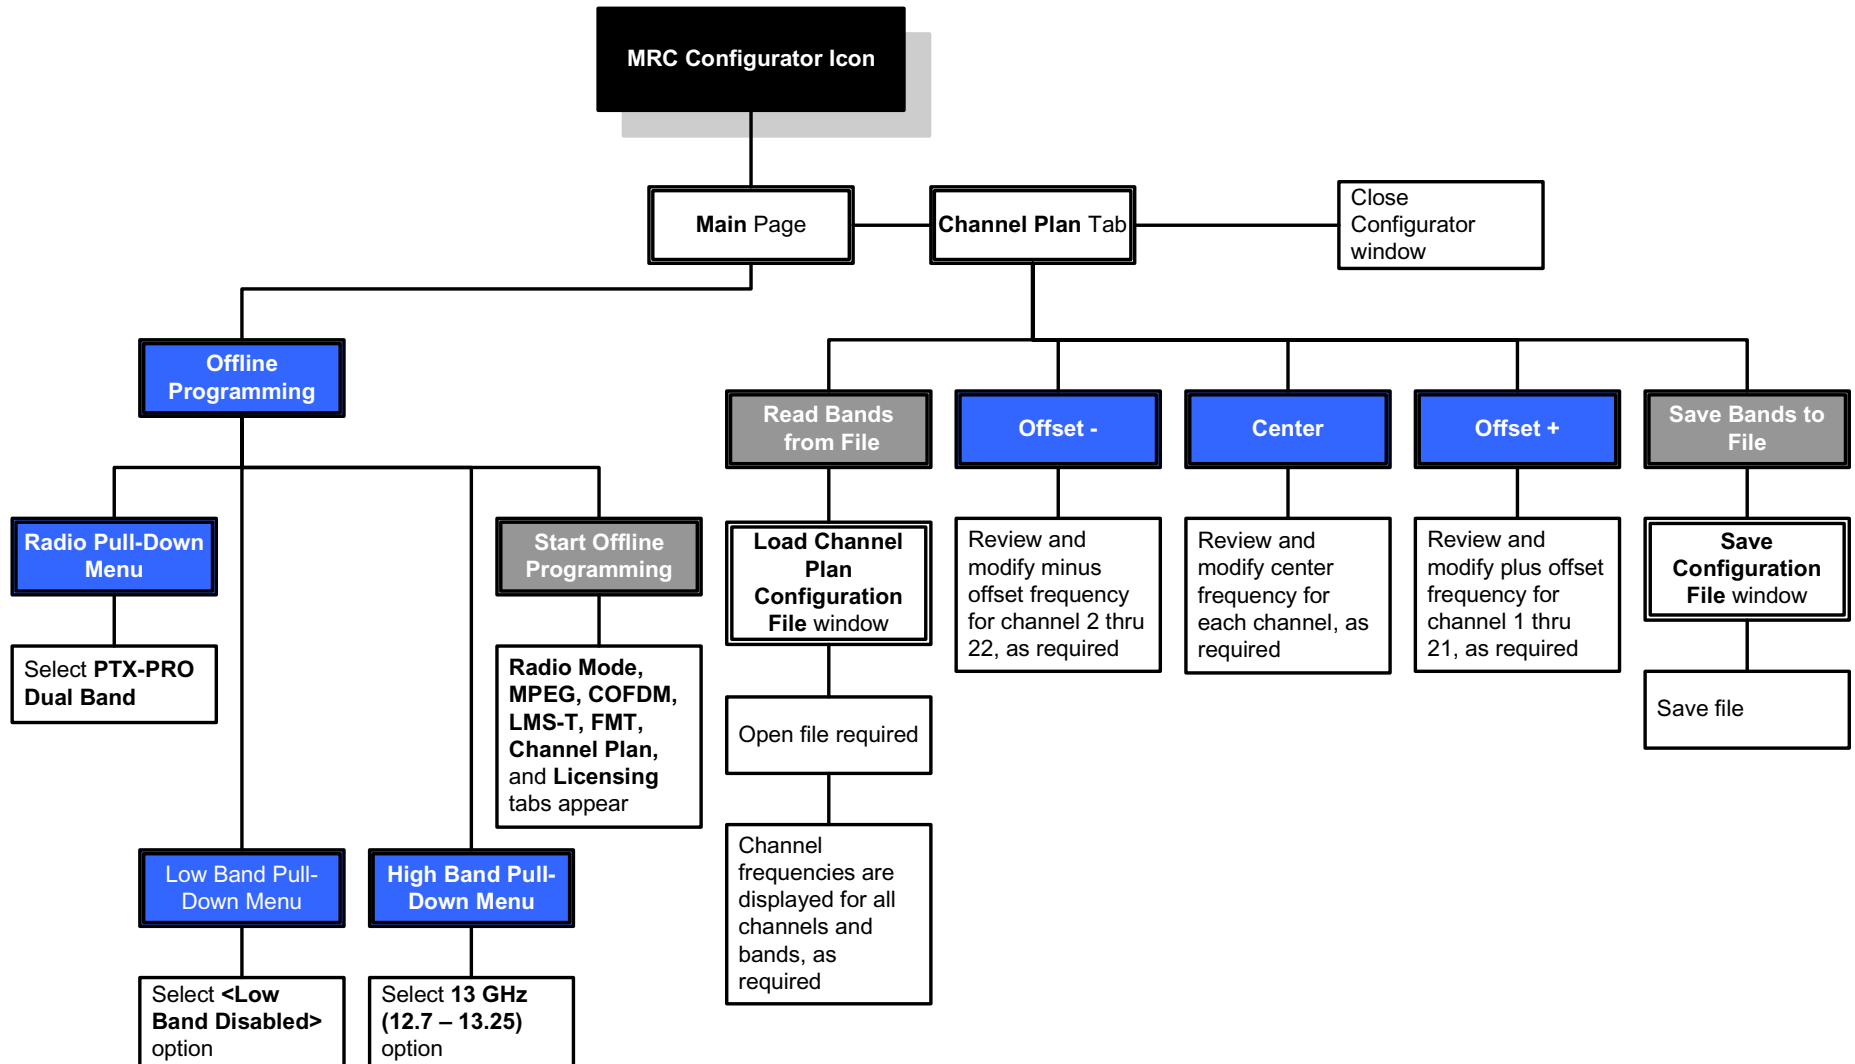 MRC Configurator Icon
Main Page
Channel Plan Tab
Close
Configurator
window
Offline
Programming
Read Bands
from File
Offset -
Center
Offset +
Save Bands to
File
Radio Pull-Down
Menu
Start Offline
Programming
Load Channel
Plan
Configuration
File window
Review and
modify minus
offset frequency
for channel 2 thru
22, as required
Review and
modify center
frequency for
each channel, as
required
Review and
modify plus offset
frequency for
channel 1 thru
21, as required
Save
Configuration
File window
Select PTX-PRO
Dual Band
Radio Mode,
MPEG, COFDM,
LMS-T, FMT,
Channel Plan,
and Licensing
tabs appear
Open file required
Save file
Low Band Pull-
Down Menu
High Band Pull-
Down Menu
Channel
frequencies are
displayed for all
channels and
bands, as
required
Select <Low
Band Disabled>
option
Select 13 GHz
(12.7 – 13.25)
option